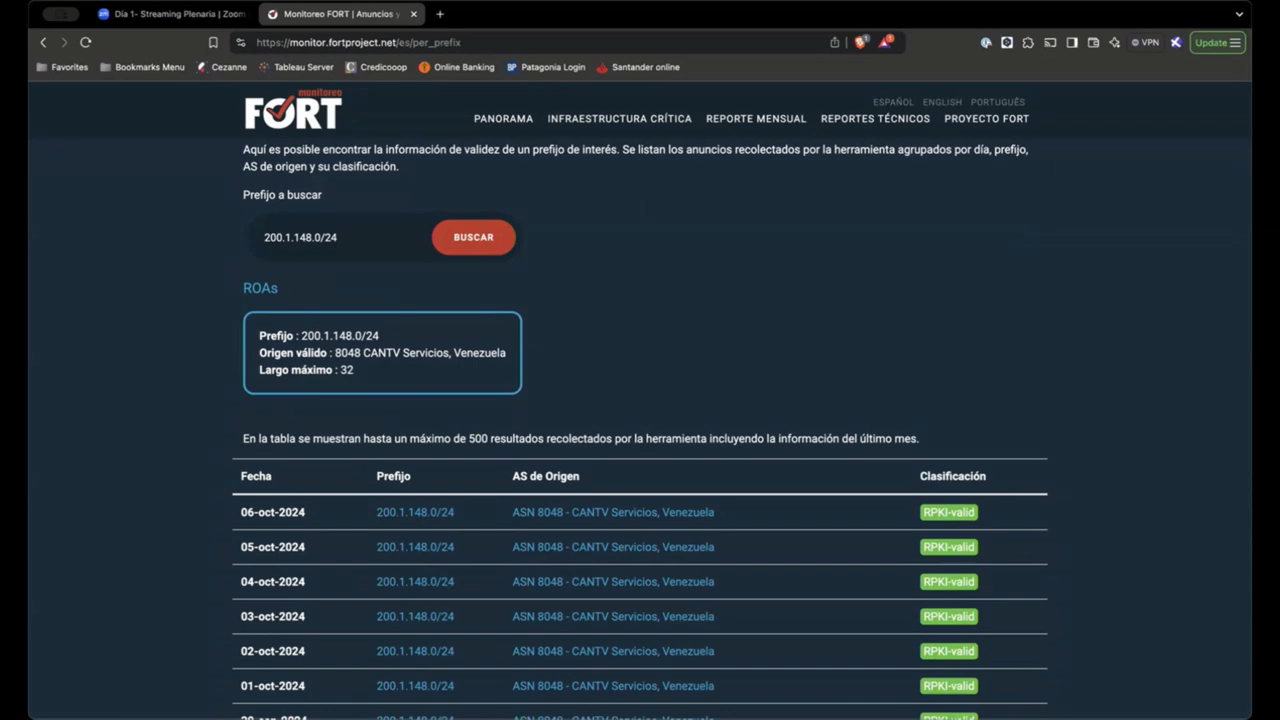 Día 1- Streaming Plenaria | Zoom
Monitoreo FORT | Anuncios y
https://monitor.fortproject.net/es/per_prefix
VPN
Update
Favorites
Bookmarks Menu
Cezanne
Tableau Server
Credicooop
Online Banking
Patagonia Login
Santander online
monitoreo
FORT
ESPAÑOL ENGLISH PORTUGUÊS
PANORAMA INFRAESTRUCTURA CRÍTICA REPORTE MENSUAL REPORTES TÉCNICOS PROYECTO FORT
Aquí es posible encontrar la información de validez de un prefijo de interés. Se listan los anuncios recolectados por la herramienta agrupados por día, prefijo,
AS de origen y su clasificación.
Prefijo a buscar
200.1.148.0/24 BUSCAR
ROAs
Prefijo : 200.1.148.0/24
Origen válido : 8048 CANTV Servicios, Venezuela
Largo máximo : 32
En la tabla se muestran hasta un máximo de 500 resultados recolectados por la herramienta incluyendo la información del último mes.
Fecha Prefijo AS de Origen Clasificación
06-oct-2024 200.1.148.0/24 ASN 8048 - CANTV Servicios, Venezuela RPKI-valid
05-oct-2024 200.1.148.0/24 ASN 8048 - CANTV Servicios, Venezuela RPKI-valid
04-oct-2024 200.1.148.0/24 ASN 8048 - CANTV Servicios, Venezuela RPKI-valid
03-oct-2024 200.1.148.0/24 ASN 8048 - CANTV Servicios, Venezuela RPKI-valid
02-oct-2024 200.1.148.0/24 ASN 8048 - CANTV Servicios, Venezuela RPKI-valid
01-oct-2024 200.1.148.0/24 ASN 8048 - CANTV Servicios, Venezuela RPKI-valid